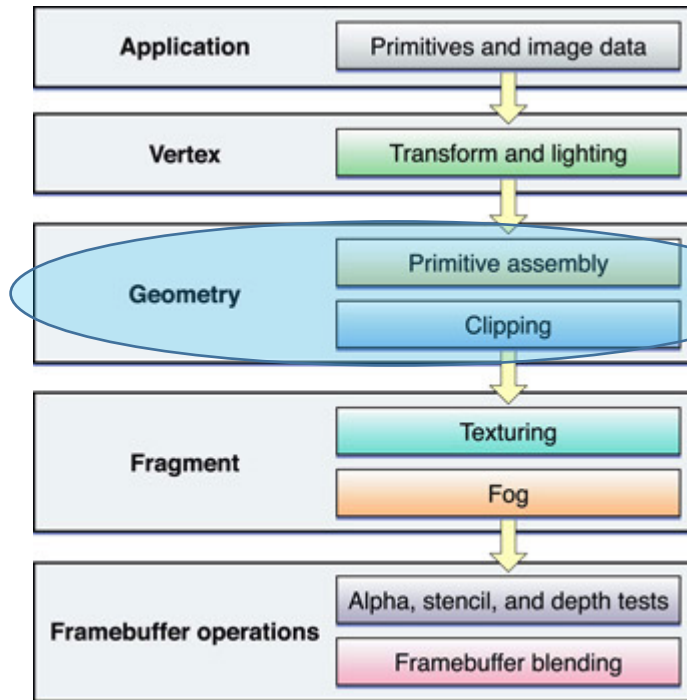 Application
Primitives and image data
Vertex
Transform and lighting
Geometry
Primitive assembly
Clipping
Fragment
Texturing
Fog
Framebuffer operations
Alpha, stencil, and depth tests
Framebuffer blending